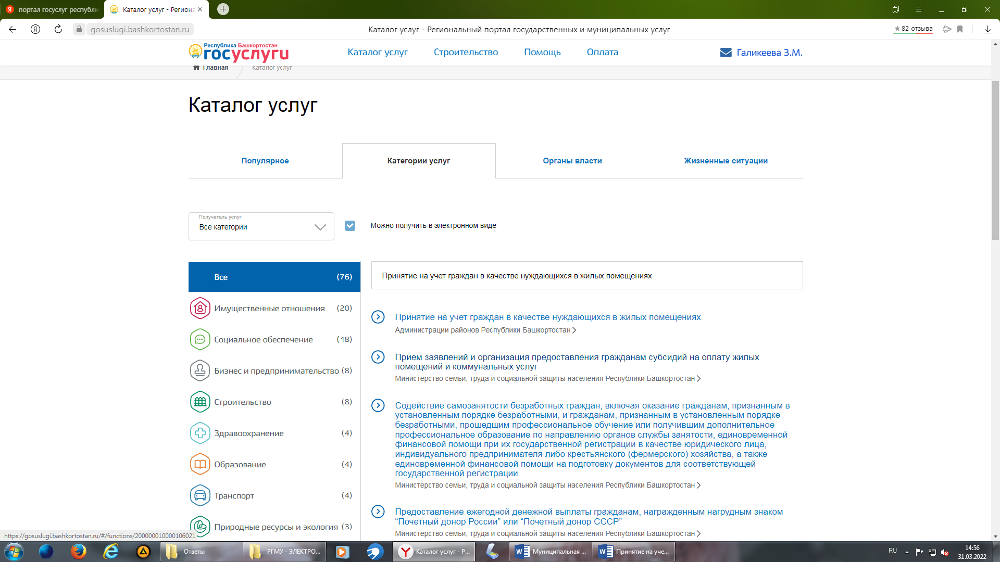 портал госуслуг республи
Каталог услуг - Региона
gosuslugi.bashkortostan.ru
Каталог услуг - Региональный портал государственных и муниципальных услуг
82 отзыва
Республика Башкортостан
госуслуги
Каталог услуг
Строительство
Помощь
Оплата
Галикеева З.М.
Главная
Каталог услуг
Каталог услуг
Популярное
Категории услуг
Органы власти
Жизненные ситуации
Получатель услуг
Все категории
Можно получить в электронном виде
Все (76)
Имущественные отношения (20)
Социальное обеспечение (18)
Бизнес и предпринимательство (8)
Строительство (8)
Здравоохранение (4)
Образование (4)
Транспорт (4)
Природные ресурсы и экология (3)
Принятие на учет граждан в качестве нуждающихся в жилых помещениях
Принятие на учет граждан в качестве нуждающихся в жилых помещениях
Администрации районов Республики Башкортостан
Прием заявлений и организация предоставления гражданам субсидий на оплату жилых
помещений и коммунальных услуг
Министерство семьи, труда и социальной защиты населения Республики Башкортостан
Содействие самозанятости безработных граждан, включая оказание гражданам, признанным в
установленным порядке безработными, и гражданам, признанным в установленным порядке
безработными, прошедшим профессиональное обучение или получившим дополнительное
профессиональное образование по направлению органов службы занятости, единовременной
финансовой помощи при их государственной регистрации в качестве юридического лица,
индивидуального предпринимателя либо крестьянского (фермерского) хозяйства, а также
единовременной финансовой помощи на подготовку документов для соответствующей
государственной регистрации
Министерство семьи, труда и социальной защиты населения Республики Башкортостан
Предоставление ежегодной денежной выплаты гражданам, награжденным нагрудным знаком
“Почетный донор России” или “Почетный донор СССР”
Министерство семьи, труда и социальной защиты населения Республики Башкортостан
https://gosuslugi.bashkortostan.ru/#/functions/200000010000106021
Ответы
РГМУ - ЭЛЕКТРО...
Каталог услуг - Р...
Муниципальная ...
Принятие на уче...
RU
14:56
31.03.2022